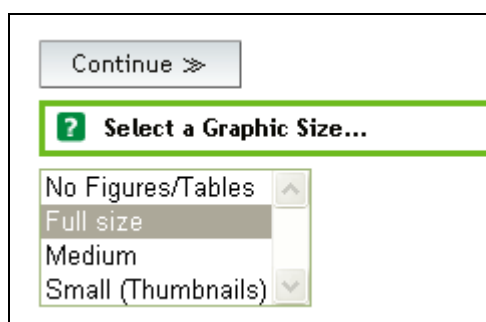 Continue ≫
? Select a Graphic Size...
No Figures/Tables
Full size
Medium
Small (Thumbnails)